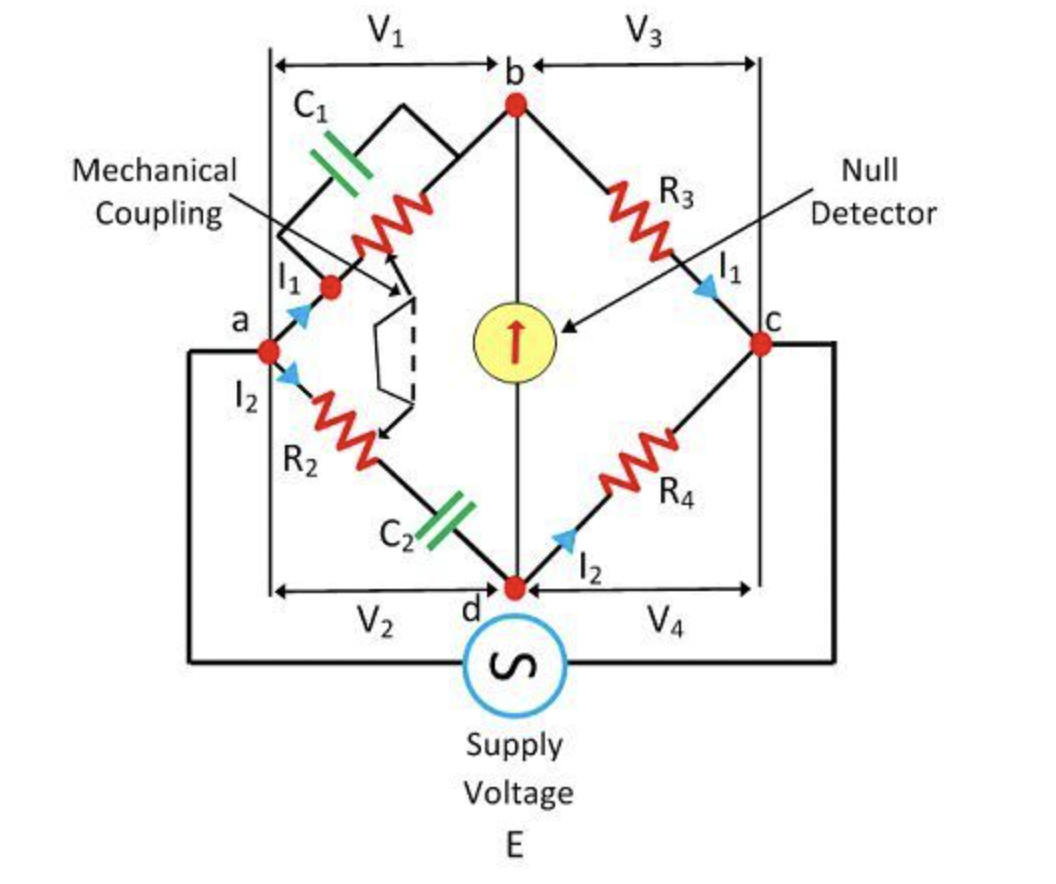 V₁
V₃
b
C₁
Mechanical
Coupling
Null
Detector
R₃
I₁
I₁
a
c
I₂
R₂
R₄
C₂
I₂
d
V₂
V₄
S
Supply
Voltage
E